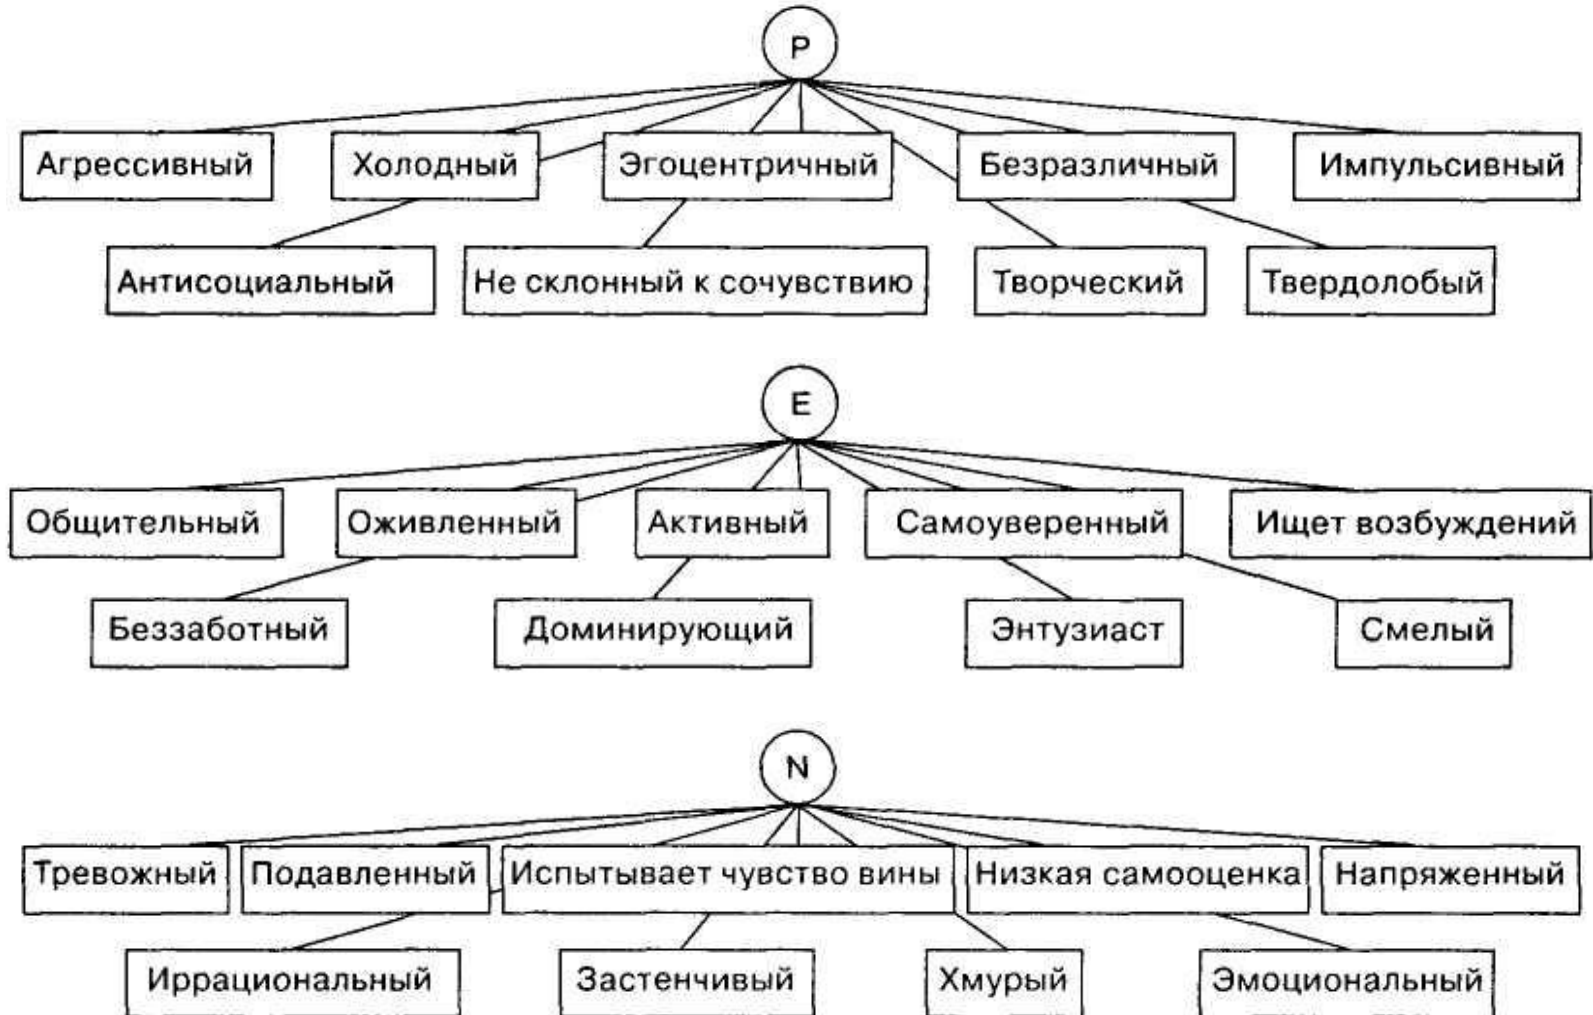 P
Агрессивный Холодный Эгоцентричный Безразличный Импульсивный
Антисоциальный Не склонный к сочувствию Творческий Твердолобый
E
Общительный Оживленный Активный Самоуверенный Ищет возбуждений
Беззаботный Доминирующий Энтузиаст Смелый
N
Тревожный Подавленный Испытывает чувство вины Низкая самооценка Напряженный
Иррациональный Застенчивый Хмурый Эмоциональный